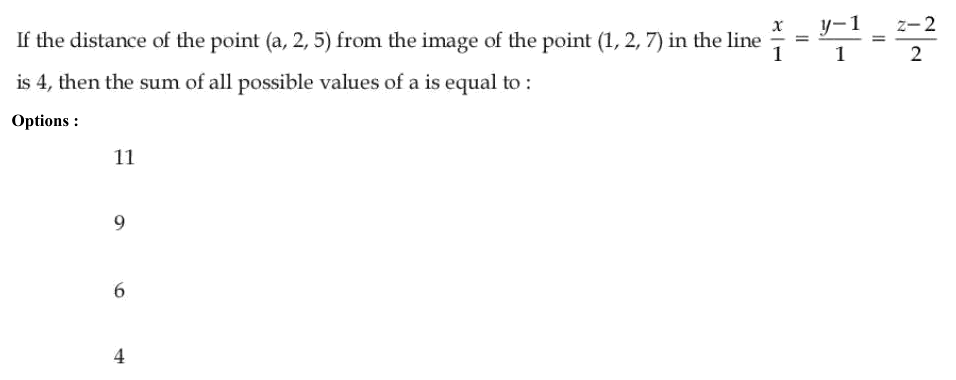 If the distance of the point (a, 2, 5) from the image of the point (1, 2, 7) in the line x/1 = y−1/1 = z−2/2
is 4, then the sum of all possible values of a is equal to :
Options :
11
9
6
4